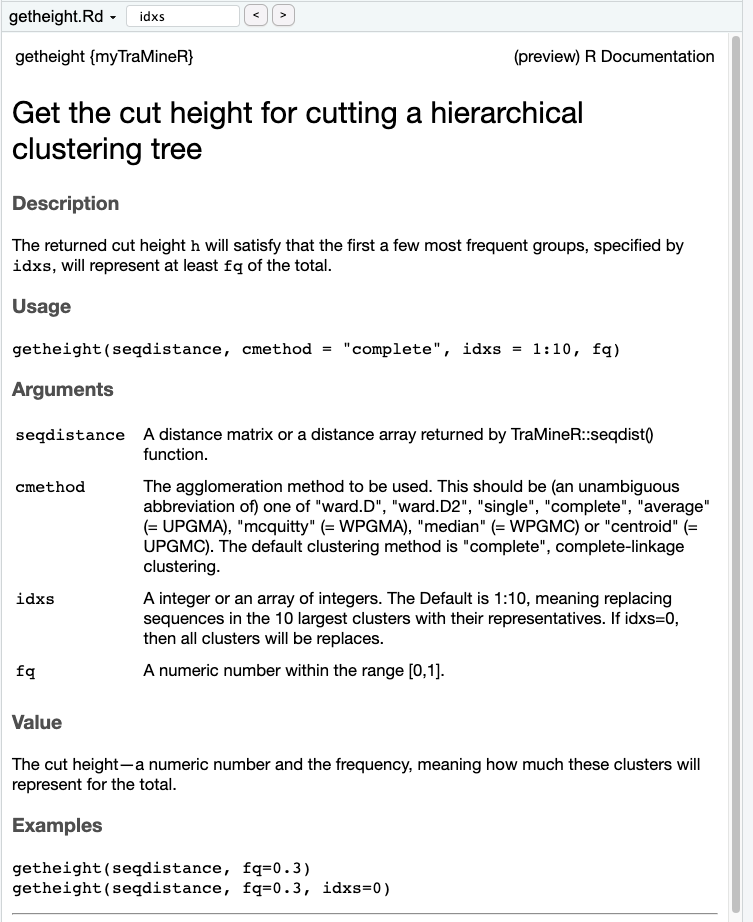 getheight.Rd idxs < >
getheight {myTraMineR} (preview) R Documentation
Get the cut height for cutting a hierarchical
clustering tree
Description
The returned cut height h will satisfy that the first a few most frequent groups, specified by
idxs, will represent at least fq of the total.
Usage
getheight(seqdistance, cmethod = "complete", idxs = 1:10, fq)
Arguments
seqdistance A distance matrix or a distance array returned by TraMineR::seqdist()
function.
cmethod The agglomeration method to be used. This should be (an unambiguous
abbreviation of) one of "ward.D", "ward.D2", "single", "complete", "average"
(= UPGMA), "mcquitty" (= WPGMA), "median" (= WPGMC) or "centroid" (=
UPGMC). The default clustering method is "complete", complete-linkage
clustering.
idxs A integer or an array of integers. The Default is 1:10, meaning replacing
sequences in the 10 largest clusters with their representatives. If idxs=0,
then all clusters will be replaces.
fq A numeric number within the range [0,1].
Value
The cut height—a numeric number and the frequency, meaning how much these clusters will
represent for the total.
Examples
getheight(seqdistance, fq=0.3)
getheight(seqdistance, fq=0.3, idxs=0)